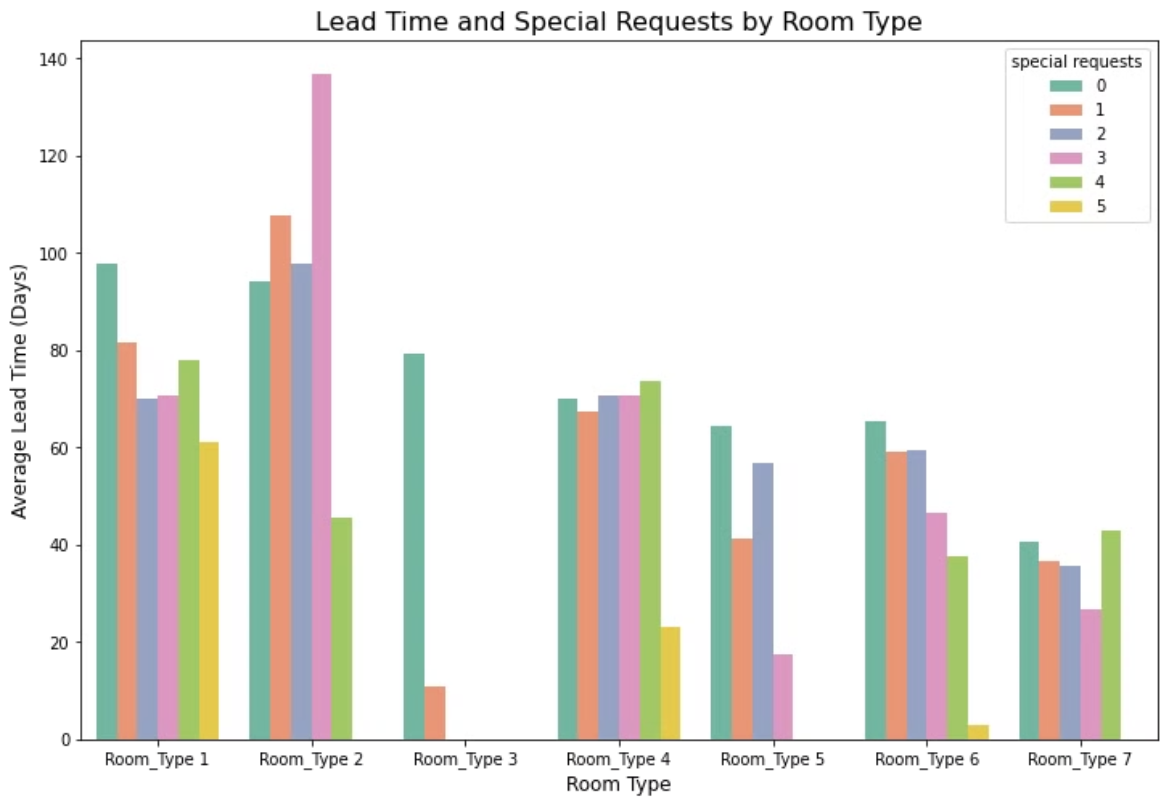 Lead Time and Special Requests by Room Type
special requests
0
1
2
3
4
5
140
120
100
80
60
40
20
0
Average Lead Time (Days)
Room_Type 1 Room_Type 2 Room_Type 3 Room_Type 4 Room_Type 5 Room_Type 6 Room_Type 7
Room Type